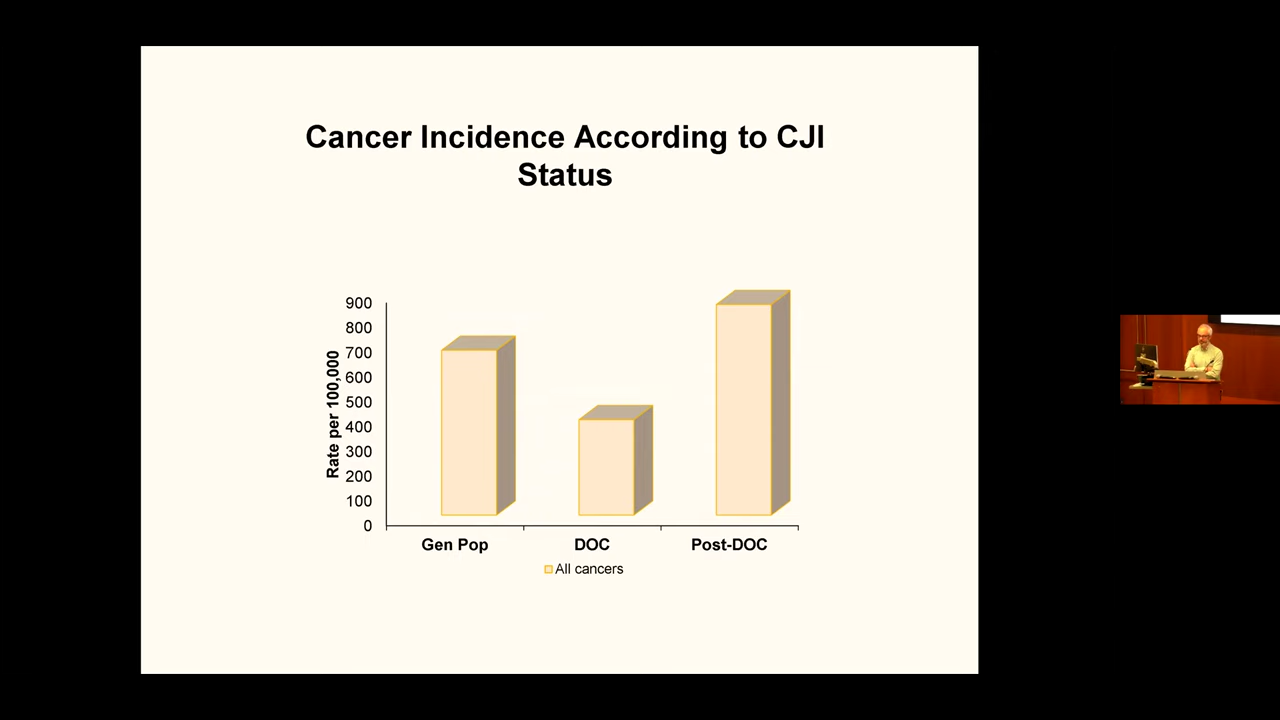 Cancer Incidence According to CJI
Status
900
800
700
600
500
400
300
200
100
0
Rate per 100,000
Gen Pop
DOC
Post-DOC
All cancers